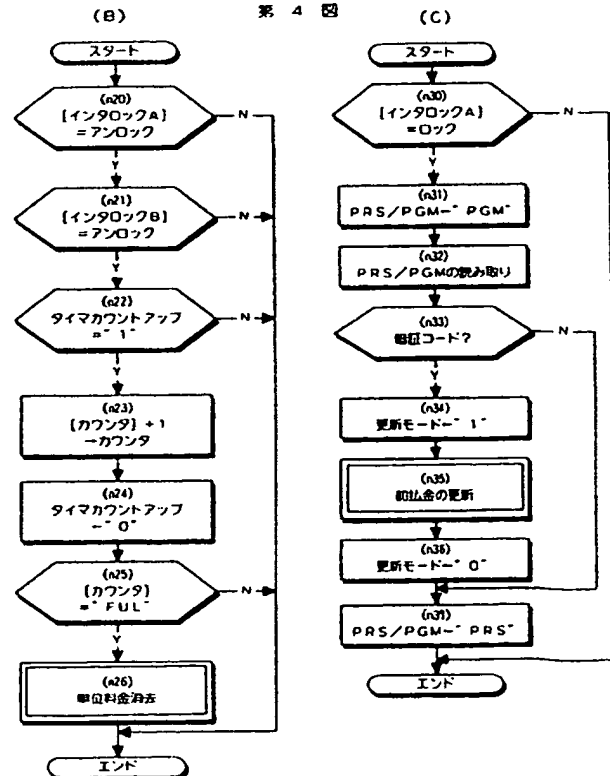 第 4 図
(B)
スタート
(n20)
[インタロックA]
=アンロック
N
Y
(n21)
[インタロックB]
=アンロック
N
Y
(n22)
タイマカウントアップ
="1"
N
Y
(n23)
[カウンタ]+1
→カウンタ
(n24)
タイマカウントアップ
←"0"
(n25)
[カウンタ]
="FUL"
N
Y
(n26)
単位料金消去
エンド
(C)
スタート
(n30)
[インタロックA]
=ロック
N
Y
(n31)
PRS/PGM←"PGM"
(n32)
PRS/PGMの読み取り
(n33)
コード?
N
Y
(n34)
更新モード←"1"
(n35)
前払金の更新
(n36)
更新モード←"0"
PRS/PGM←"PRS"
エンド